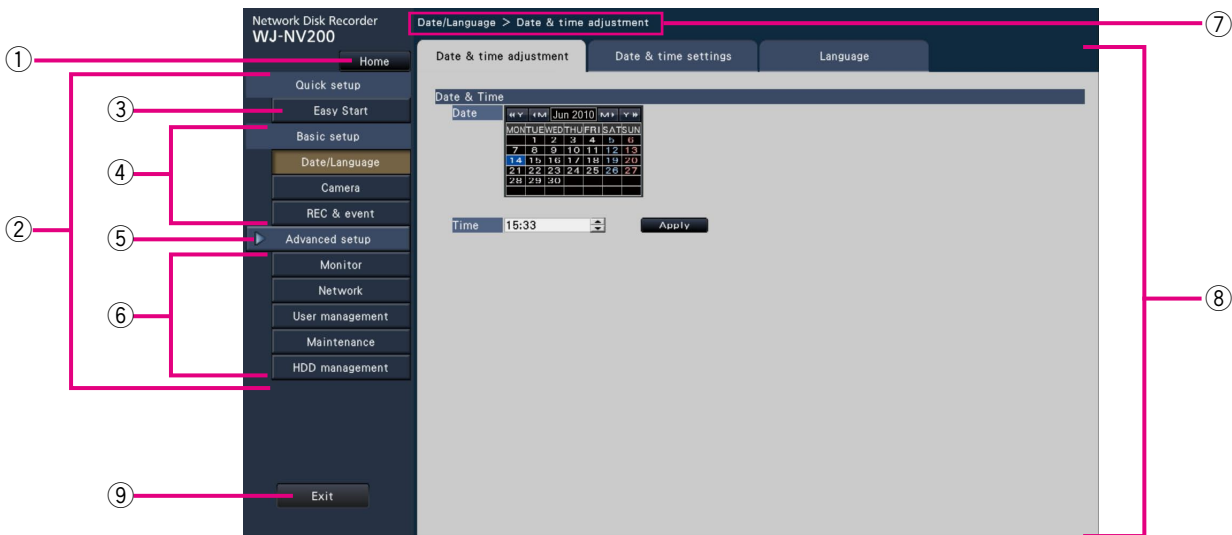 Network Disk Recorder
WJ-NV200
Date/Language > Date & time adjustment
⑦
① Home
Date & time adjustment Date & time settings Language
② Quick setup
③ Easy Start
④ Basic setup
Date/Language
Camera
REC & event
⑤ Advanced setup
⑥ Monitor
Network
User management
Maintenance
HDD management
⑨ Exit
Date & Time
Date
«Y ‹M Jun 2010 M› Y»
MON TUE WED THU FRI SAT SUN
1 2 3 4 5 6
7 8 9 10 11 12 13
14 15 16 17 18 19 20
21 22 23 24 25 26 27
28 29 30
Time 15:33 Apply
⑧